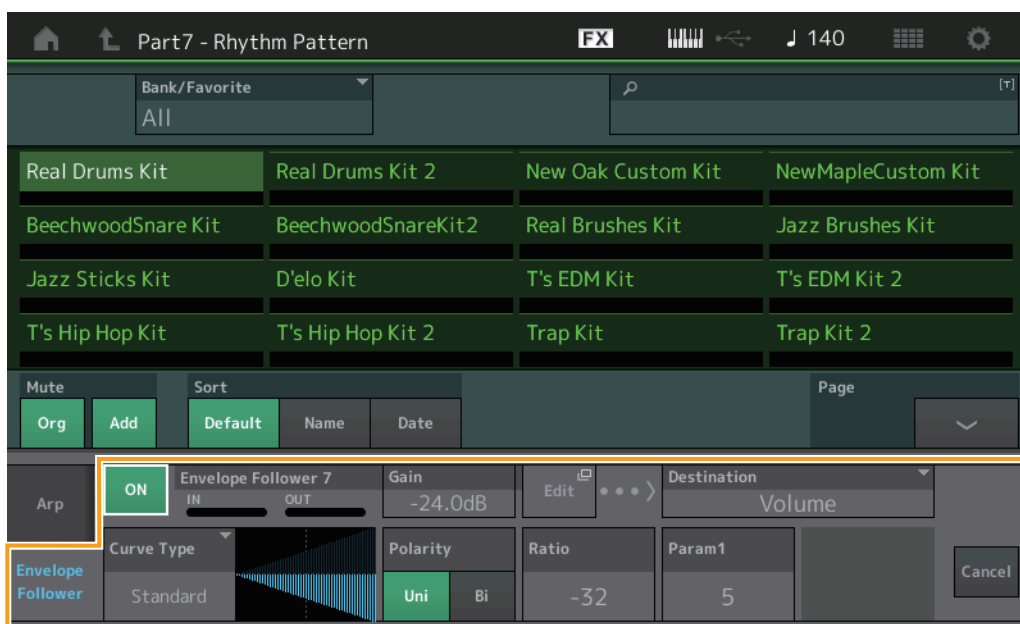 Part7 - Rhythm Pattern FX ♩ 140
Bank/Favorite
All
[T]
Real Drums Kit Real Drums Kit 2 New Oak Custom Kit NewMapleCustom Kit
BeechwoodSnare Kit BeechwoodSnareKit2 Real Brushes Kit Jazz Brushes Kit
Jazz Sticks Kit D'elo Kit T's EDM Kit T's EDM Kit 2
T's Hip Hop Kit T's Hip Hop Kit 2 Trap Kit Trap Kit 2
Mute Sort Page
Org Add Default Name Date
Arp
Envelope Follower
ON Envelope Follower 7 Gain Edit Destination
IN OUT -24.0dB Volume
Curve Type Polarity Ratio Param1
Standard Uni Bi -32 5
Cancel